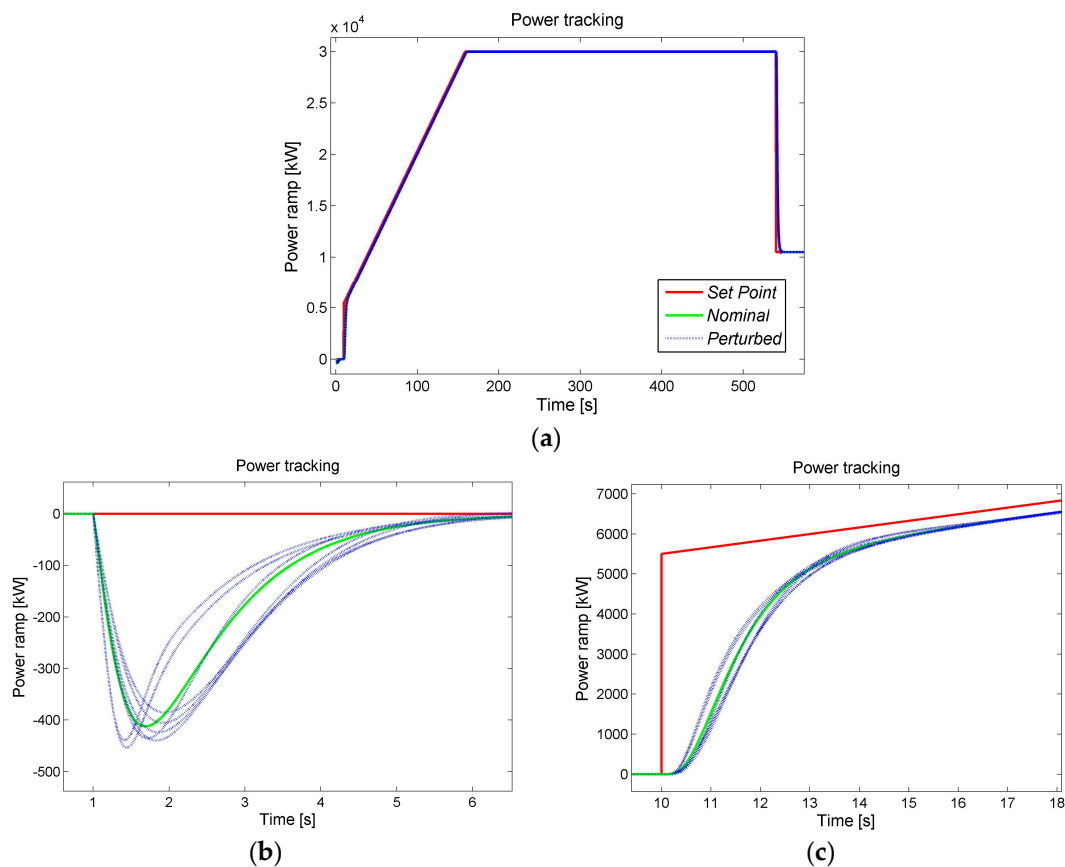 Power tracking
x 10⁴
3
2.5
2
1.5
1
0.5
0
Power ramp [kW]
Set Point
Nominal
Perturbed
0 100 200 300 400 500
Time [s]
(a)
Power tracking
0
-100
-200
-300
-400
-500
Power ramp [kW]
1 2 3 4 5 6
Time [s]
(b)
Power tracking
7000
6000
5000
4000
3000
2000
1000
0
Power ramp [kW]
10 11 12 13 14 15 16 17 18
Time [s]
(c)